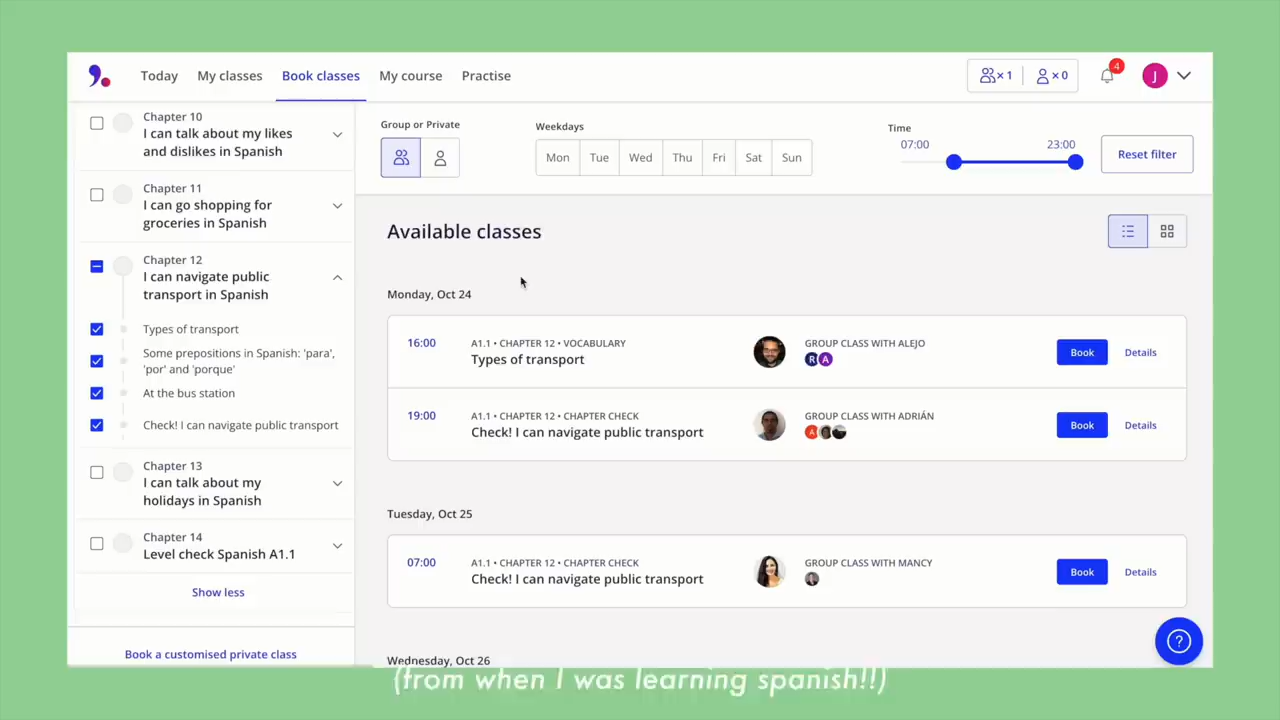 Today
My classes
Book classes
My course
Practise
× 1
× 0
4
J
Chapter 10
I can talk about my likes
and dislikes in Spanish
Chapter 11
I can go shopping for
groceries in Spanish
Chapter 12
I can navigate public
transport in Spanish
Types of transport
Some prepositions in Spanish: 'para',
'por' and 'porque'
At the bus station
Check! I can navigate public transport
Chapter 13
I can talk about my
holidays in Spanish
Chapter 14
Level check Spanish A1.1
Show less
Book a customised private class
Group or Private
Weekdays
Mon
Tue
Wed
Thu
Fri
Sat
Sun
Time
07:00
23:00
Reset filter
Available classes
Monday, Oct 24
16:00
A1.1 • CHAPTER 12 • VOCABULARY
Types of transport
GROUP CLASS WITH ALEJO
R A
Book
Details
19:00
A1.1 • CHAPTER 12 • CHAPTER CHECK
Check! I can navigate public transport
GROUP CLASS WITH ADRIÁN
A
Book
Details
Tuesday, Oct 25
07:00
A1.1 • CHAPTER 12 • CHAPTER CHECK
Check! I can navigate public transport
GROUP CLASS WITH MANCY
Book
Details
?
Wednesday, Oct 26
(from when I was learning spanish!!)